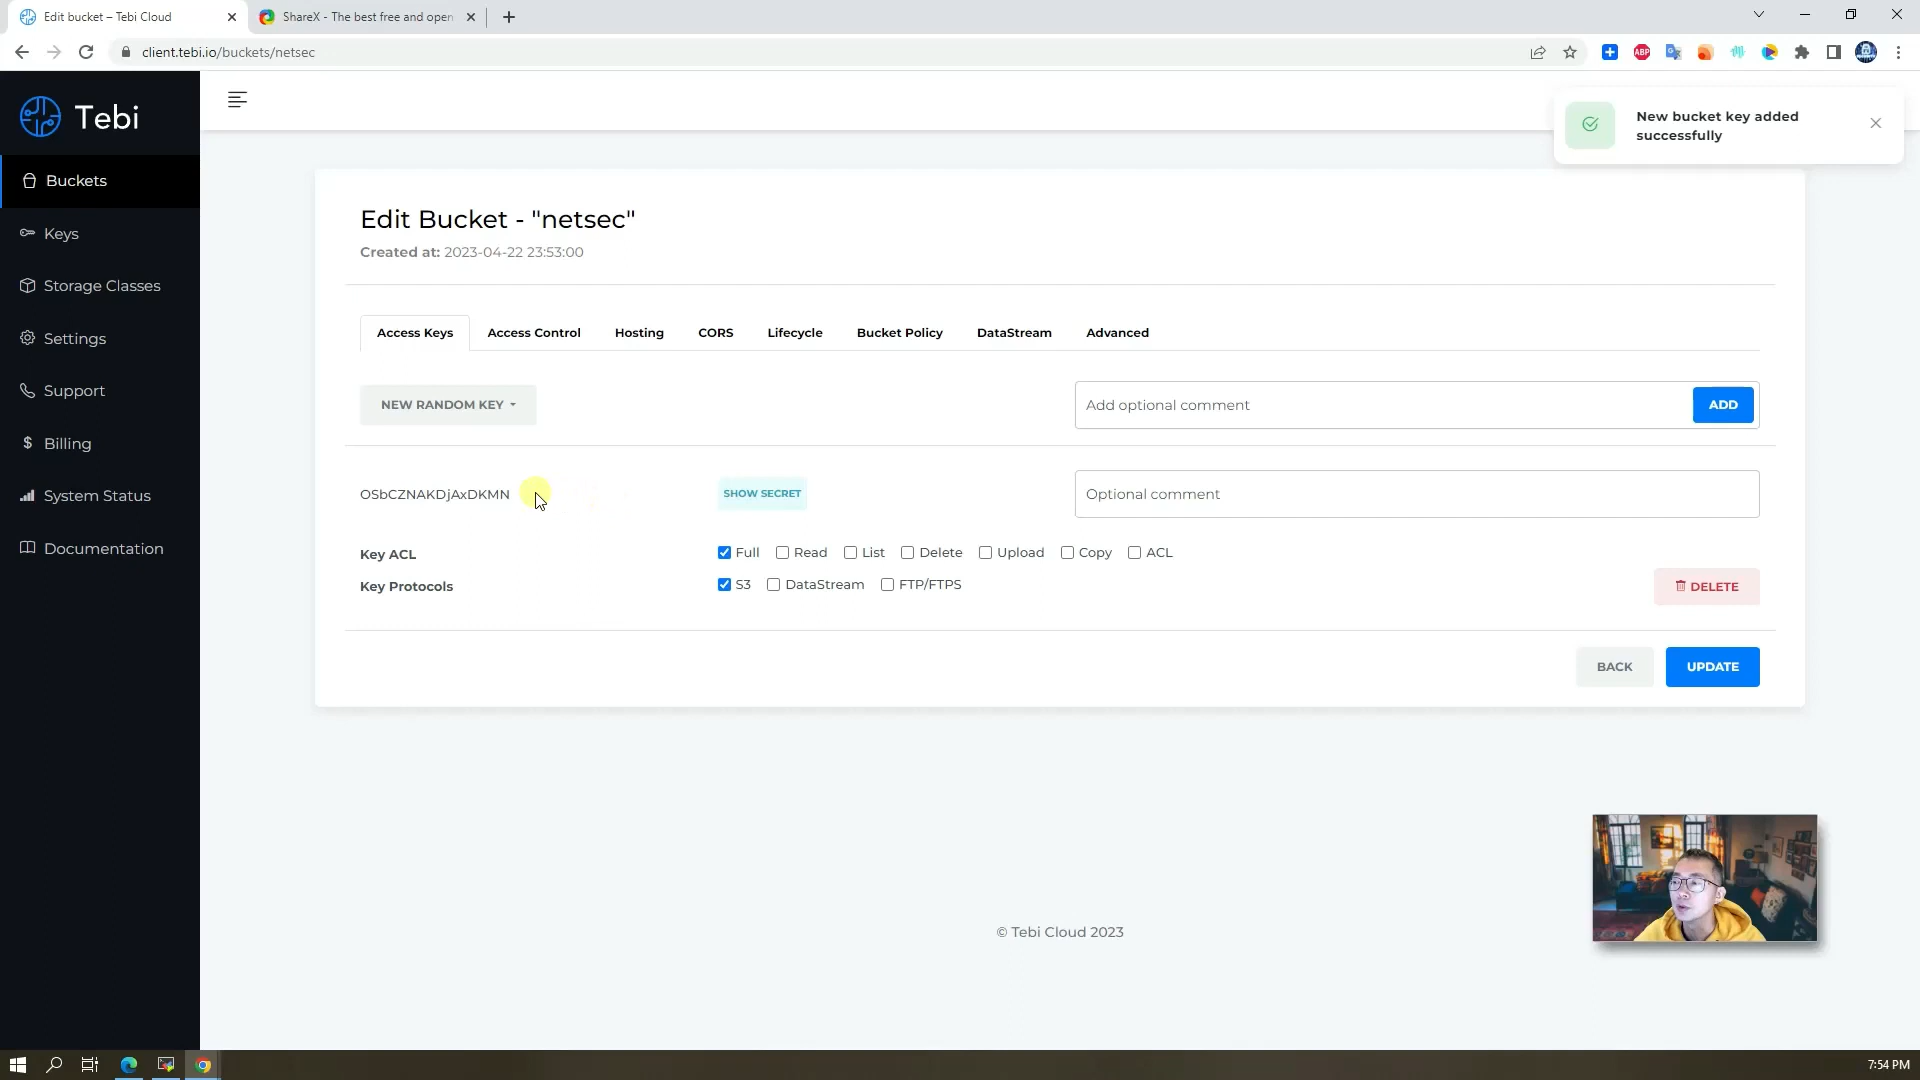 Edit bucket – Tebi Cloud
ShareX - The best free and open
client.tebi.io/buckets/netsec
ABP
Tebi
Buckets
Keys
Storage Classes
Settings
Support
Billing
System Status
Documentation
New bucket key added
successfully
Edit Bucket - "netsec"
Created at: 2023-04-22 23:53:00
Access Keys
Access Control
Hosting
CORS
Lifecycle
Bucket Policy
DataStream
Advanced
NEW RANDOM KEY
Add optional comment
ADD
OSbCZNAKDjAxDKMN
SHOW SECRET
Optional comment
Key ACL
Full
Read
List
Delete
Upload
Copy
ACL
Key Protocols
S3
DataStream
FTP/FTPS
DELETE
BACK
UPDATE
© Tebi Cloud 2023
7:54 PM